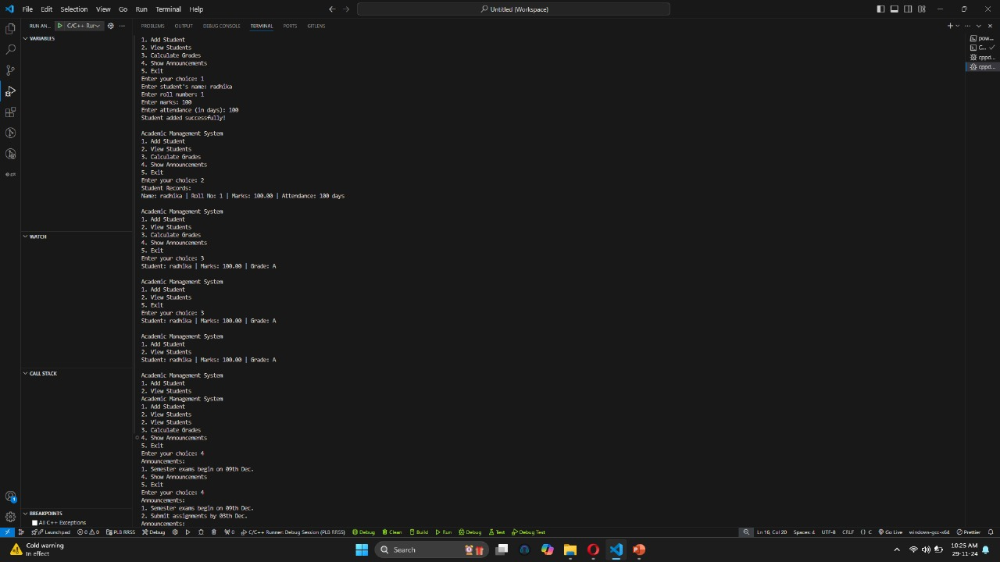 File Edit Selection View Go Run Terminal Help
Untitled (Workspace)
RUN AN... C/C++ Rur
PROBLEMS OUTPUT DEBUG CONSOLE TERMINAL PORTS GITLENS
VARIABLES
WATCH
CALL STACK
BREAKPOINTS
All C++ Exceptions
1. Add Student
2. View Students
3. Calculate Grades
4. Show Announcements
5. Exit
Enter your choice: 1
Enter student's name: radhika
Enter roll number: 1
Enter marks: 100
Enter attendance (in days): 100
Student added successfully!
Academic Management System
1. Add Student
2. View Students
3. Calculate Grades
4. Show Announcements
5. Exit
Enter your choice: 2
Student Records:
Name: radhika | Roll No: 1 | Marks: 100.00 | Attendance: 100 days
Academic Management System
1. Add Student
2. View Students
3. Calculate Grades
4. Show Announcements
5. Exit
Enter your choice: 3
Student: radhika | Marks: 100.00 | Grade: A
Academic Management System
1. Add Student
2. View Students
5. Exit
Enter your choice: 3
Student: radhika | Marks: 100.00 | Grade: A
Academic Management System
1. Add Student
2. View Students
Student: radhika | Marks: 100.00 | Grade: A
Academic Management System
1. Add Student
2. View Students
Academic Management System
1. Add Student
2. View Students
2. View Students
3. Calculate Grades
4. Show Announcements
5. Exit
Enter your choice: 4
Announcements:
1. Semester exams begin on 09th Dec.
4. Show Announcements
5. Exit
Enter your choice: 4
Announcements:
1. Semester exams begin on 09th Dec.
2. Submit assignments by 03th Dec.
Announcements:
pow...
C...
cppd...
cppd...
Launchpad 0 0 PLB RRSS Debug 0 C/C++ Runner: Debug Session (PLB RRSS) Debug Clean Build Run Debug Test Debug Test
Ln 16, Col 20 Spaces: 4 UTF-8 CRLF {} C Go Live windows-gcc-x64 Prettier
Cold warning
In effect
Search
10:25 AM
29-11-24